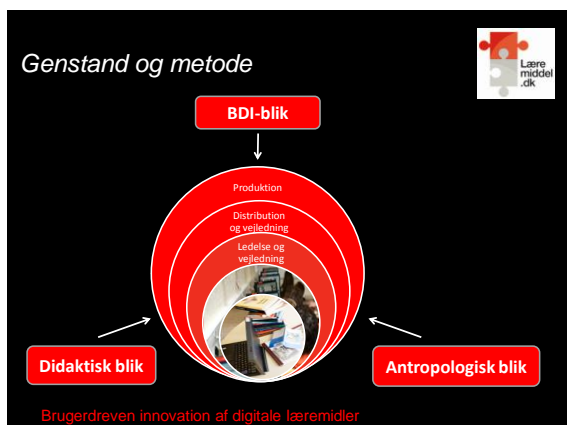 Genstand og metode
Lære
middel
.dk
BDI-blik
Produktion
Distribution
og vejledning
Ledelse og
vejledning
Didaktisk blik
Antropologisk blik
Brugerdreven innovation af digitale læremidler